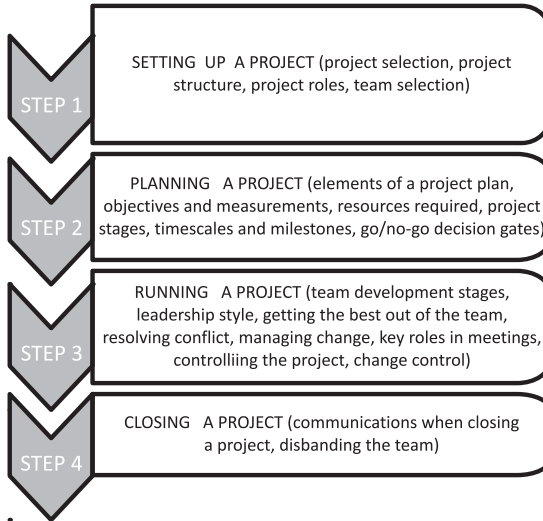 SETTING UP A PROJECT (project selection, project
structure, project roles, team selection)
STEP 1
PLANNING A PROJECT (elements of a project plan,
objectives and measurements, resources required, project
stages, timescales and milestones, go/no-go decision gates)
STEP 2
RUNNING A PROJECT (team development stages,
leadership style, getting the best out of the team,
resolving conflict, managing change, key roles in meetings,
controlliing the project, change control)
STEP 3
CLOSING A PROJECT (communications when closing
a project, disbanding the team)
STEP 4